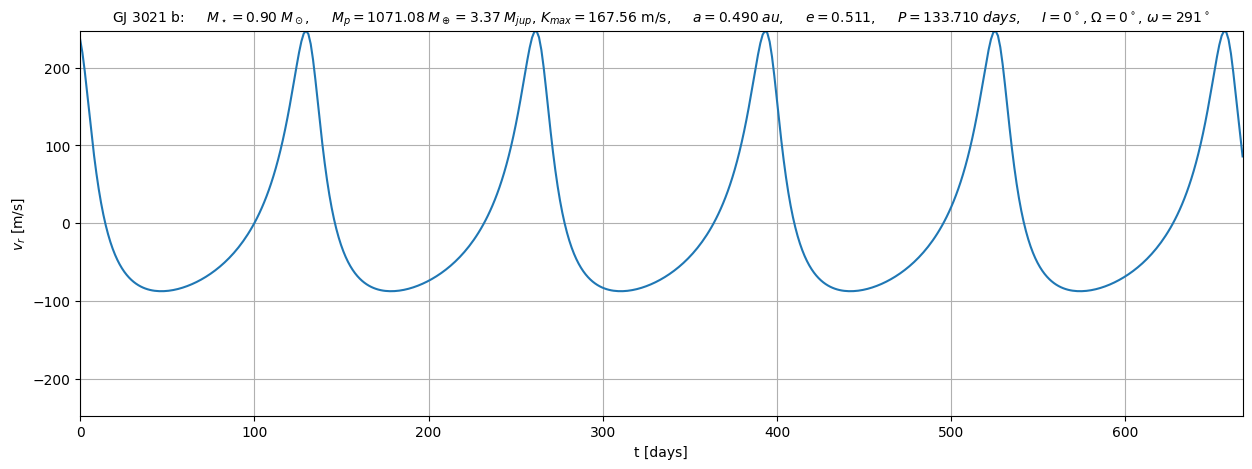 GJ 3021 b: M⋆ = 0.90 M⊙, Mp = 1071.08 M⊕ = 3.37 Mjup, Kmax = 167.56 m/s, a = 0.490 au, e = 0.511, P = 133.710 days, I = 0°, Ω = 0°, ω = 291°
200
100
0
−100
−200
vr [m/s]
0 100 200 300 400 500 600
t [days]